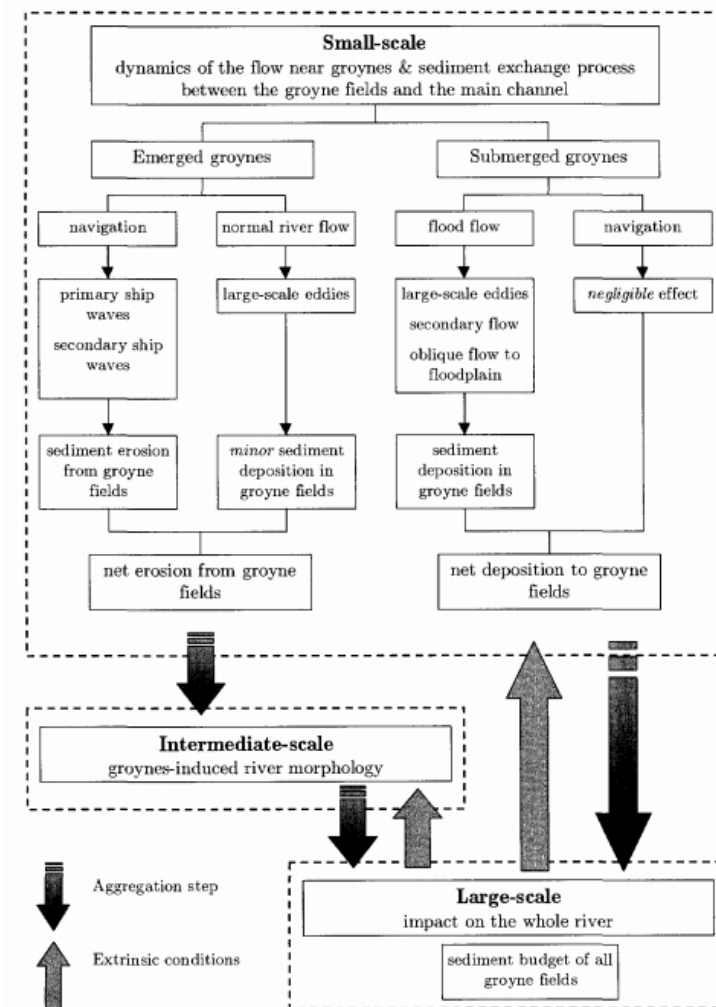 Small-scale
dynamics of the flow near groynes & sediment exchange process
between the groyne fields and the main channel
Emerged groynes
Submerged groynes
navigation
normal river flow
flood flow
navigation
primary ship
waves
secondary ship
waves
large-scale eddies
large-scale eddies
secondary flow
oblique flow to
floodplain
negligible effect
sediment erosion
from groyne
fields
minor sediment
deposition in
groyne fields
sediment
deposition in
groyne fields
net erosion from groyne
fields
net deposition to groyne
fields
Intermediate-scale
groynes-induced river morphology
Aggregation step
Extrinsic conditions
Large-scale
impact on the whole river
sediment budget of all
groyne fields